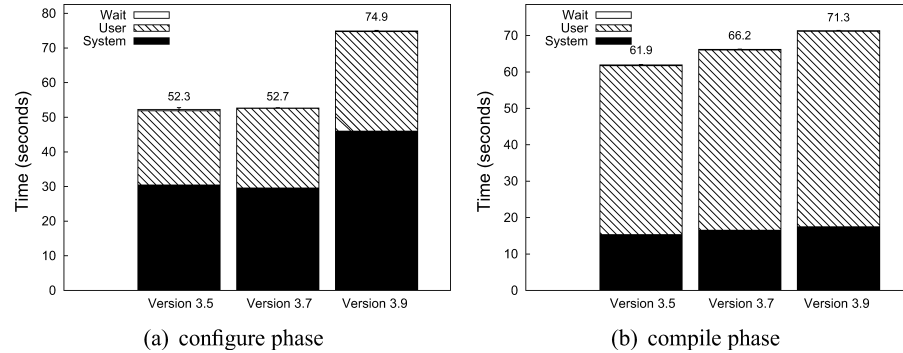 80
70
60
50
40
30
20
10
0
Time (seconds)
Wait
User
System
52.3
52.7
74.9
Version 3.5
Version 3.7
Version 3.9
(a) configure phase
70
60
50
40
30
20
10
0
Time (seconds)
Wait
User
System
61.9
66.2
71.3
Version 3.5
Version 3.7
Version 3.9
(b) compile phase